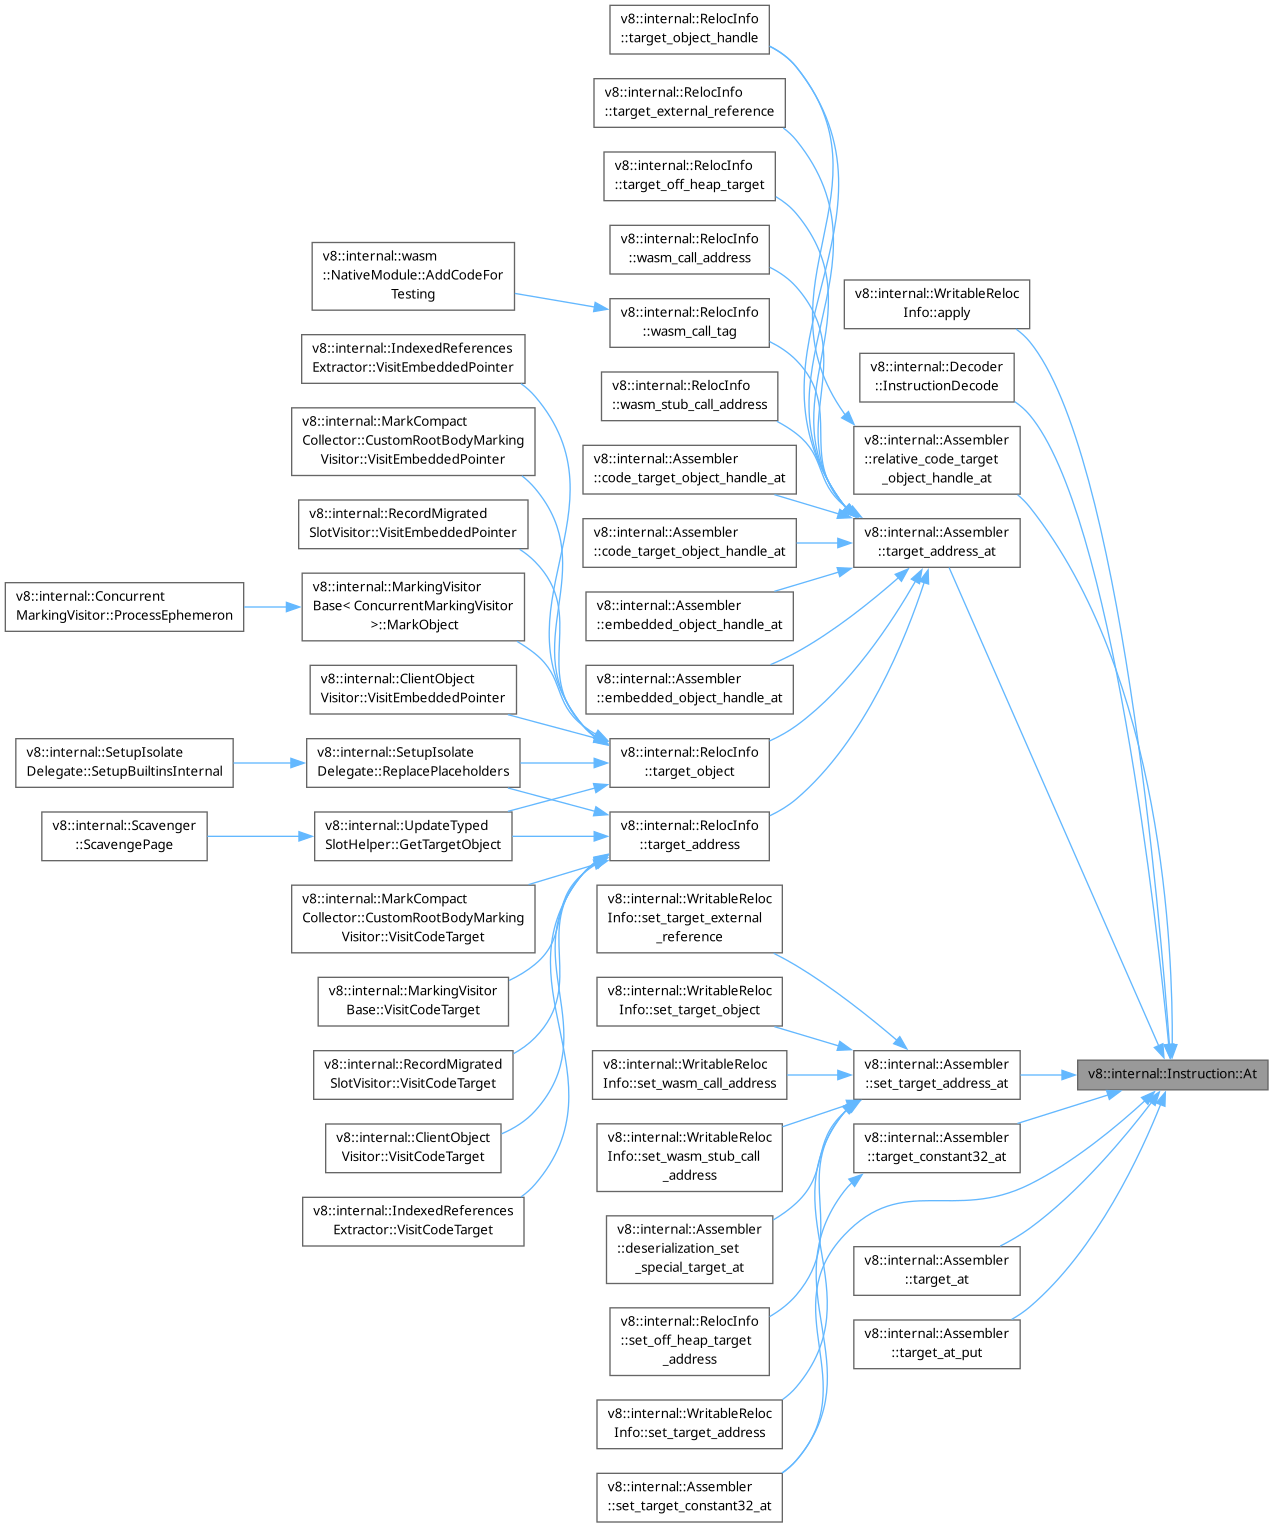 v8::internal::RelocInfo
::target_object_handle
v8::internal::RelocInfo
::target_external_reference
v8::internal::RelocInfo
::target_off_heap_target
v8::internal::RelocInfo
::wasm_call_address
v8::internal::wasm
::NativeModule::AddCodeFor
Testing
v8::internal::RelocInfo
::wasm_call_tag
v8::internal::WritableReloc
Info::apply
v8::internal::IndexedReferences
Extractor::VisitEmbeddedPointer
v8::internal::RelocInfo
::wasm_stub_call_address
v8::internal::Decoder
::InstructionDecode
v8::internal::MarkCompact
Collector::CustomRootBodyMarking
Visitor::VisitEmbeddedPointer
v8::internal::Assembler
::code_target_object_handle_at
v8::internal::Assembler
::relative_code_target
_object_handle_at
v8::internal::RecordMigrated
SlotVisitor::VisitEmbeddedPointer
v8::internal::Assembler
::code_target_object_handle_at
v8::internal::Assembler
::target_address_at
v8::internal::Concurrent
MarkingVisitor::ProcessEphemeron
v8::internal::MarkingVisitor
Base< ConcurrentMarkingVisitor
>::MarkObject
v8::internal::Assembler
::embedded_object_handle_at
v8::internal::ClientObject
Visitor::VisitEmbeddedPointer
v8::internal::Assembler
::embedded_object_handle_at
v8::internal::SetupIsolate
Delegate::SetupBuiltinsInternal
v8::internal::SetupIsolate
Delegate::ReplacePlaceholders
v8::internal::RelocInfo
::target_object
v8::internal::Scavenger
::ScavengePage
v8::internal::UpdateTyped
SlotHelper::GetTargetObject
v8::internal::RelocInfo
::target_address
v8::internal::MarkCompact
Collector::CustomRootBodyMarking
Visitor::VisitCodeTarget
v8::internal::WritableReloc
Info::set_target_external
_reference
v8::internal::MarkingVisitor
Base::VisitCodeTarget
v8::internal::WritableReloc
Info::set_target_object
v8::internal::RecordMigrated
SlotVisitor::VisitCodeTarget
v8::internal::WritableReloc
Info::set_wasm_call_address
v8::internal::Assembler
::set_target_address_at
v8::internal::Instruction::At
v8::internal::ClientObject
Visitor::VisitCodeTarget
v8::internal::WritableReloc
Info::set_wasm_stub_call
_address
v8::internal::Assembler
::target_constant32_at
v8::internal::IndexedReferences
Extractor::VisitCodeTarget
v8::internal::Assembler
::deserialization_set
_special_target_at
v8::internal::Assembler
::target_at
v8::internal::RelocInfo
::set_off_heap_target
_address
v8::internal::Assembler
::target_at_put
v8::internal::WritableReloc
Info::set_target_address
v8::internal::Assembler
::set_target_constant32_at